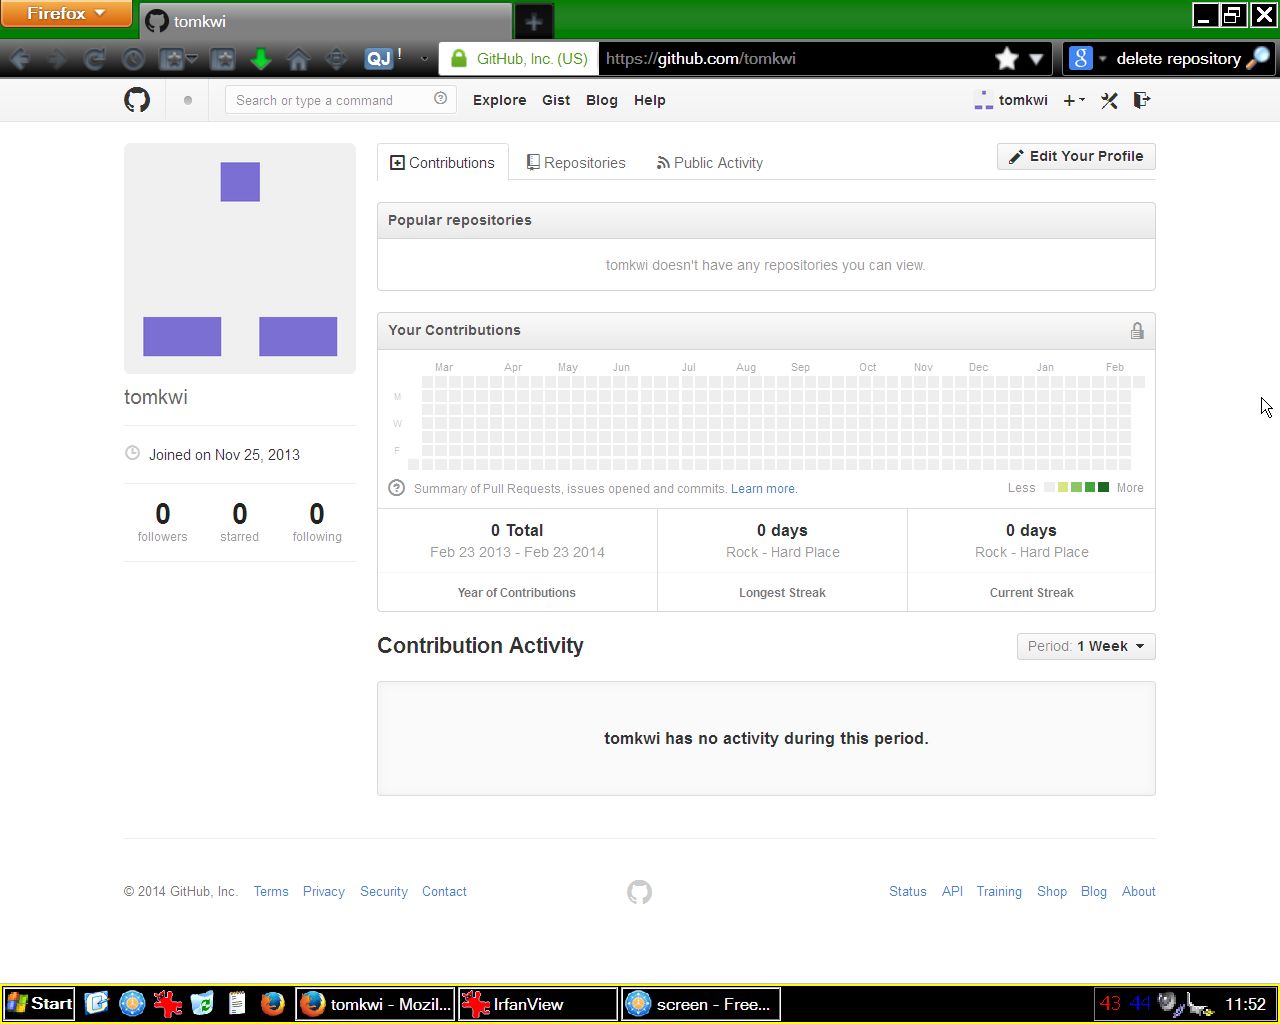 Firefox
tomkwi
QJ !
GitHub, Inc. (US)
https://github.com/tomkwi
delete repository
Search or type a command
Explore
Gist
Blog
Help
tomkwi
Contributions
Repositories
Public Activity
Edit Your Profile
Popular repositories
tomkwi doesn't have any repositories you can view.
Your Contributions
Mar Apr May Jun Jul Aug Sep Oct Nov Dec Jan Feb
M
W
F
Summary of Pull Requests, issues opened and commits. Learn more.
Less
More
0 Total
Feb 23 2013 - Feb 23 2014
Year of Contributions
0 days
Rock - Hard Place
Longest Streak
0 days
Rock - Hard Place
Current Streak
tomkwi
Joined on Nov 25, 2013
0
followers
0
starred
0
following
Contribution Activity
Period: 1 Week
tomkwi has no activity during this period.
© 2014 GitHub, Inc. Terms Privacy Security Contact
Status API Training Shop Blog About
Start
tomkwi - Mozil...
IrfanView
screen - Free...
43 44
11:52